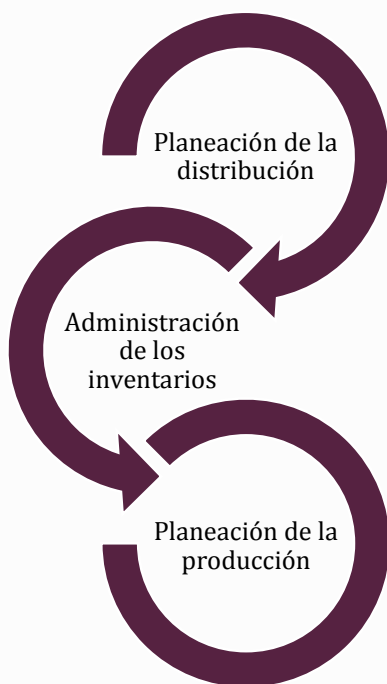 Planeación de la
distribución
Administración
de los
inventarios
Planeación de la
producción